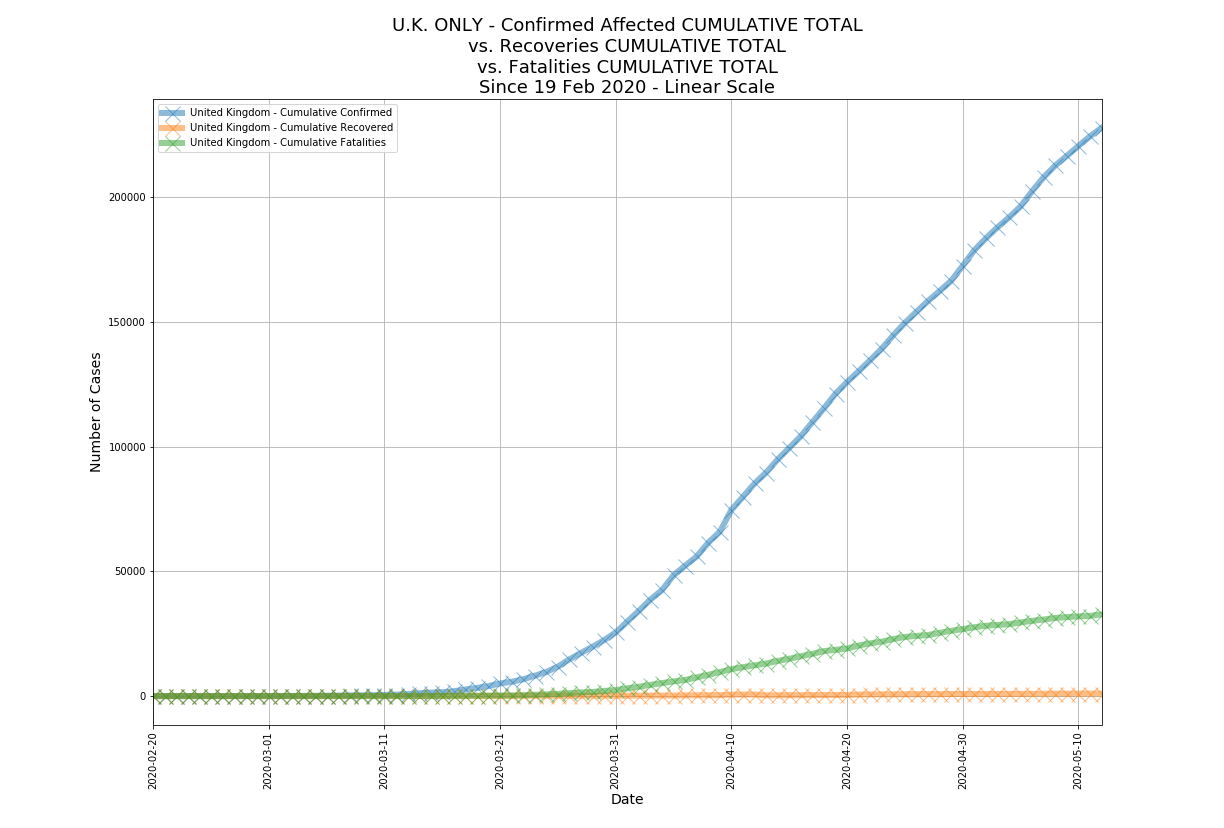 U.K. ONLY - Confirmed Affected CUMULATIVE TOTAL
vs. Recoveries CUMULATIVE TOTAL
vs. Fatalities CUMULATIVE TOTAL
Since 19 Feb 2020 - Linear Scale
United Kingdom - Cumulative Confirmed
United Kingdom - Cumulative Recovered
United Kingdom - Cumulative Fatalities
Number of Cases
200000
150000
100000
50000
0
2020-02-20
2020-03-01
2020-03-11
2020-03-21
2020-03-31
2020-04-10
2020-04-20
2020-04-30
2020-05-10
Date